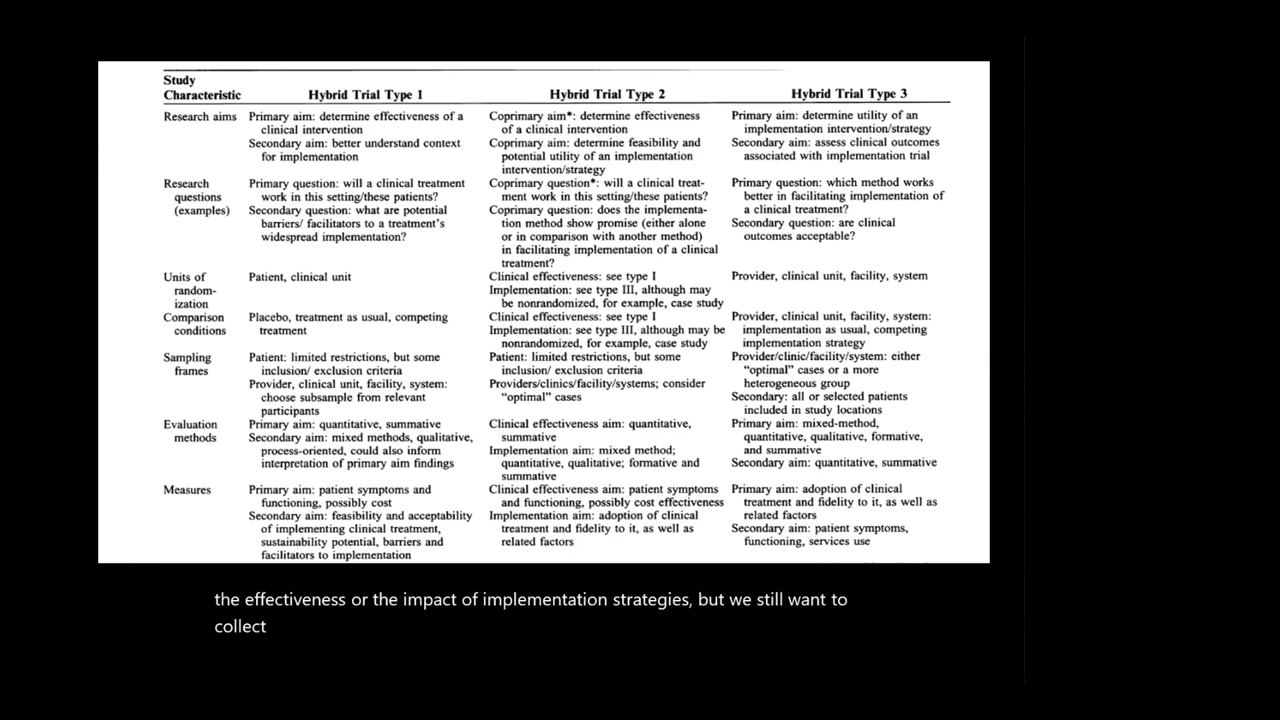 Study
Characteristic
Hybrid Trial Type 1
Hybrid Trial Type 2
Hybrid Trial Type 3
Research aims
Primary aim: determine effectiveness of a
clinical intervention
Secondary aim: better understand context
for implementation
Coprimary aim*: determine effectiveness
of a clinical intervention
Coprimary aim: determine feasibility and
potential utility of an implementation
intervention/strategy
Primary aim: determine utility of an
implementation intervention/strategy
Secondary aim: assess clinical outcomes
associated with implementation trial
Research
questions
(examples)
Primary question: will a clinical treatment
work in this setting/these patients?
Secondary question: what are potential
barriers/ facilitators to a treatment's
widespread implementation?
Coprimary question*: will a clinical treat-
ment work in this setting/these patients?
Coprimary question: does the implementa-
tion method show promise (either alone
or in comparison with another method)
in facilitating implementation of a clinical
treatment?
Primary question: which method works
better in facilitating implementation of
a clinical treatment?
Secondary question: are clinical
outcomes acceptable?
Units of
random-
ization
Patient, clinical unit
Clinical effectiveness: see type I
Implementation: see type III, although may
be nonrandomized, for example, case study
Provider, clinical unit, facility, system
Comparison
conditions
Placebo, treatment as usual, competing
treatment
Clinical effectiveness: see type I
Implementation: see type III, although may be
nonrandomized, for example, case study
Provider, clinical unit, facility, system:
implementation as usual, competing
implementation strategy
Sampling
frames
Patient: limited restrictions, but some
inclusion/ exclusion criteria
Provider, clinical unit, facility, system:
choose subsample from relevant
participants
Patient: limited restrictions, but some
inclusion/ exclusion criteria
Providers/clinics/facility/systems; consider
“optimal” cases
Provider/clinic/facility/system: either
“optimal” cases or a more
heterogeneous group
Secondary: all or selected patients
included in study locations
Evaluation
methods
Primary aim: quantitative, summative
Secondary aim: mixed methods, qualitative,
process-oriented, could also inform
interpretation of primary aim findings
Clinical effectiveness aim: quantitative,
summative
Implementation aim: mixed method;
quantitative, qualitative; formative and
summative
Primary aim: mixed-method,
quantitative, qualitative, formative,
and summative
Secondary aim: quantitative, summative
Measures
Primary aim: patient symptoms and
functioning, possibly cost
Secondary aim: feasibility and acceptability
of implementing clinical treatment,
sustainability potential, barriers and
facilitators to implementation
Clinical effectiveness aim: patient symptoms
and functioning, possibly cost effectiveness
Implementation aim: adoption of clinical
treatment and fidelity to it, as well as
related factors
Primary aim: adoption of clinical
treatment and fidelity to it, as well as
related factors
Secondary aim: patient symptoms,
functioning, services use
the effectiveness or the impact of implementation strategies, but we still want to
collect